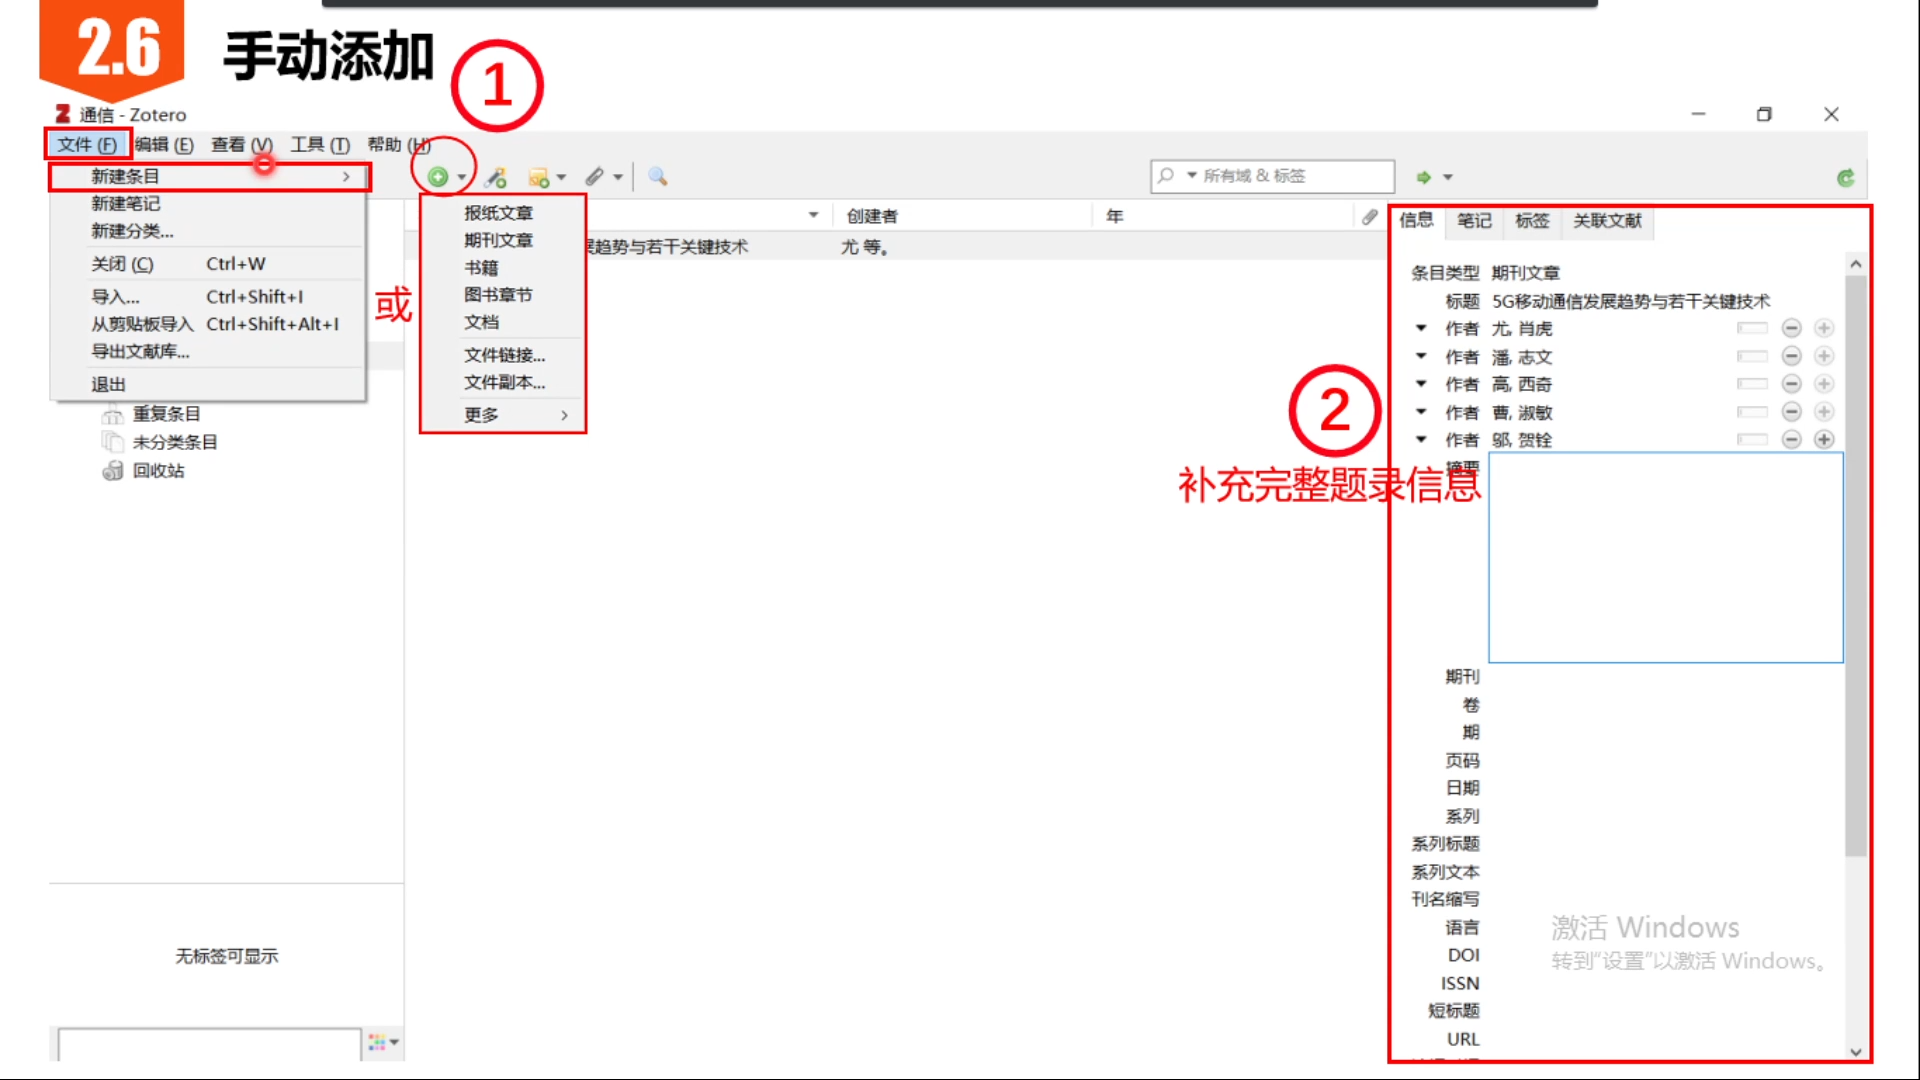 2.6
手动添加
①
通信 - Zotero
文件 (F) 编辑 (E) 查看 (V) 工具 (T) 帮助 (H)
新建条目
新建笔记
新建分类...
关闭 (C) Ctrl+W
导入... Ctrl+Shift+I
从剪贴板导入 Ctrl+Shift+Alt+I
导出文献库...
退出
重复条目
未分类条目
回收站
无标签可显示
或
报纸文章
期刊文章
书籍
图书章节
文档
文件链接...
文件副本...
更多
所有域 & 标签
创建者 年
展趋势与若干关键技术 尤 等。
②
补充完整题录信息
信息 笔记 标签 关联文献
条目类型 期刊文章
标题 5G移动通信发展趋势与若干关键技术
作者 尤, 肖虎
作者 潘, 志文
作者 高, 西奇
作者 曹, 淑敏
作者 邬, 贺铨
摘要
期刊
卷
期
页码
日期
系列
系列标题
系列文本
刊名缩写
语言
DOI
ISSN
短标题
URL
激活 Windows
转到“设置”以激活 Windows。